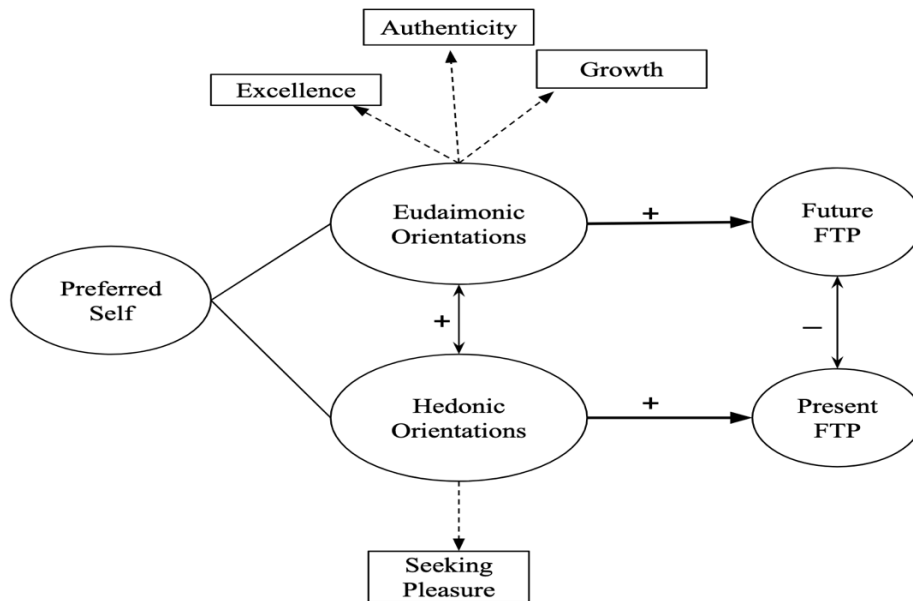 Authenticity
Growth
Excellence
Eudaimonic
Orientations
+
Future
FTP
Preferred
Self
+
–
Hedonic
Orientations
+
Present
FTP
Seeking
Pleasure